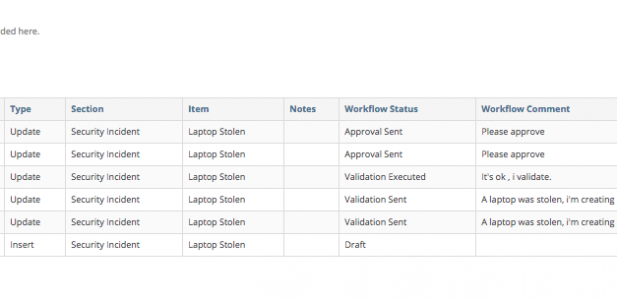 ded here.
Type Section Item Notes Workflow Status Workflow Comment
Update Security Incident Laptop Stolen Approval Sent Please approve
Update Security Incident Laptop Stolen Approval Sent Please approve
Update Security Incident Laptop Stolen Validation Executed It's ok , i validate.
Update Security Incident Laptop Stolen Validation Sent A laptop was stolen, i'm creating
Update Security Incident Laptop Stolen Validation Sent A laptop was stolen, i'm creating
Insert Security Incident Laptop Stolen Draft